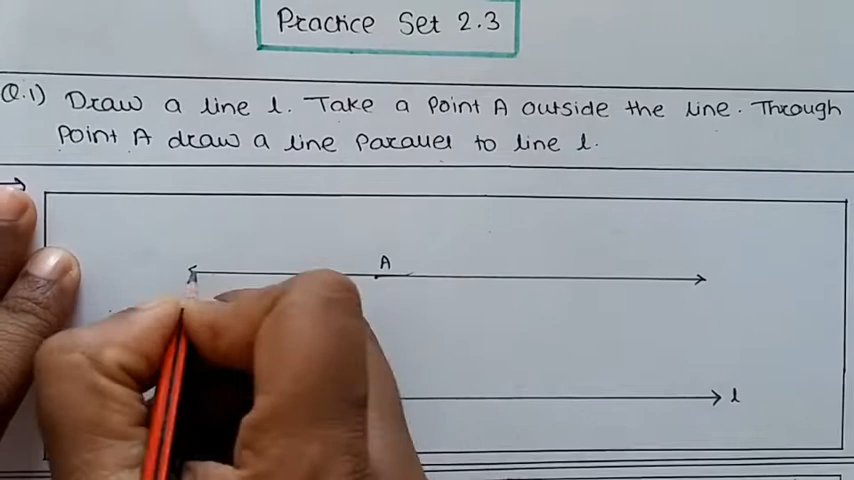 Practice Set 2.3
Q.1) Draw a line l. Take a point A outside the line. Through
point A draw a line parallel to line l.
A
l